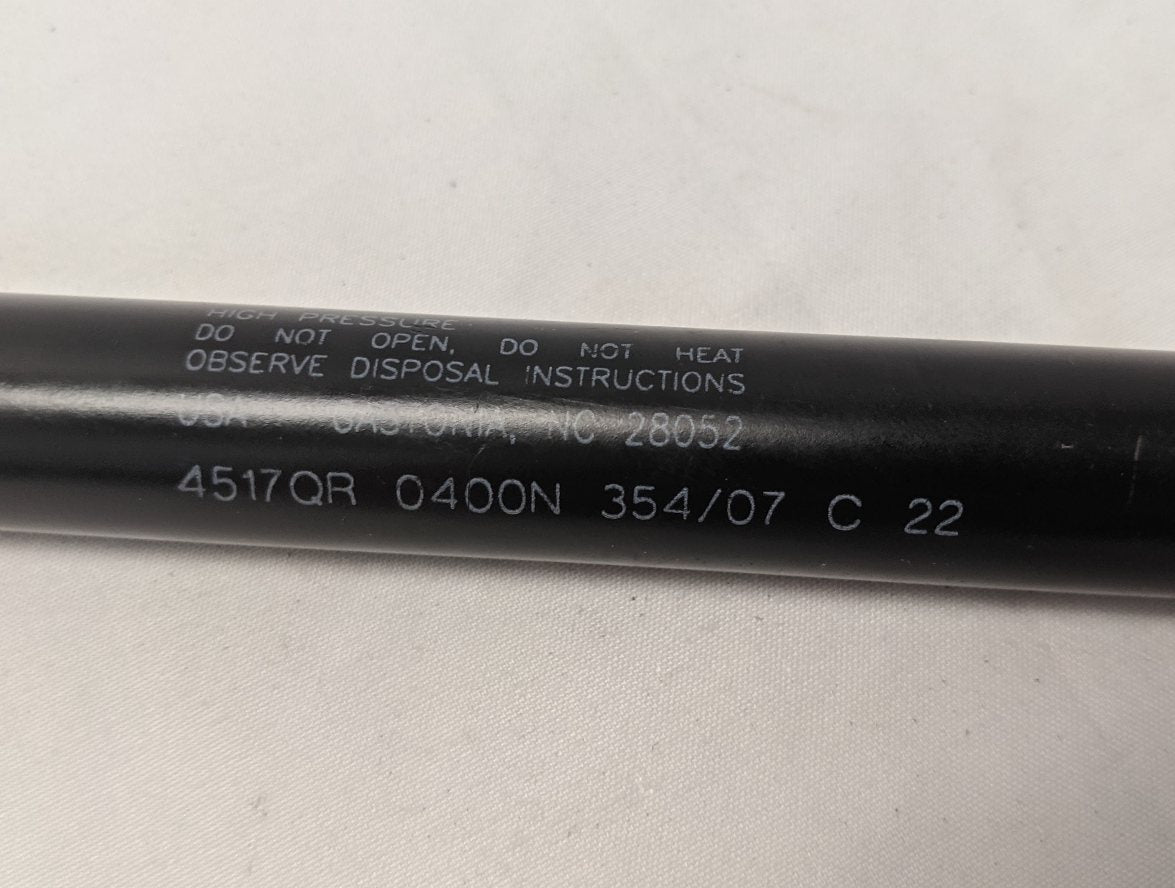 HIGH PRESSURE
DO NOT OPEN, DO NOT HEAT
OBSERVE DISPOSAL INSTRUCTIONS
USA GASTONIA, NC 28052
4517QR 0400N 354/07 C 22